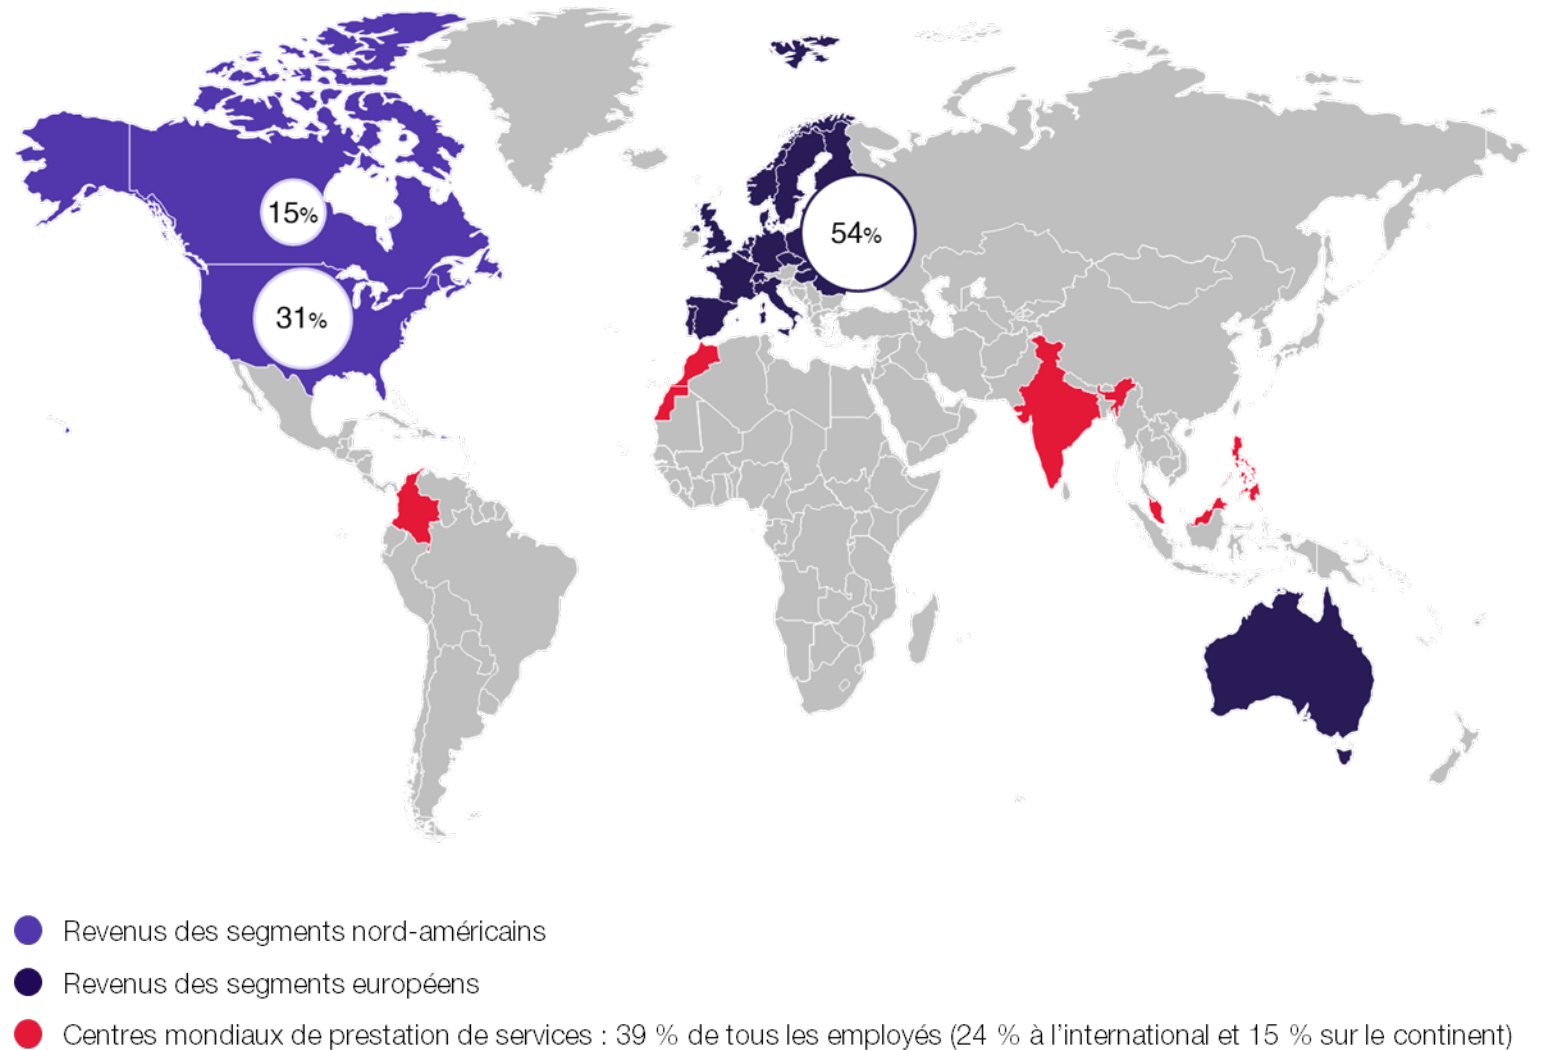 15%
54%
31%
Revenus des segments nord-américains
Revenus des segments européens
Centres mondiaux de prestation de services : 39 % de tous les employés (24 % à l’international et 15 % sur le continent)